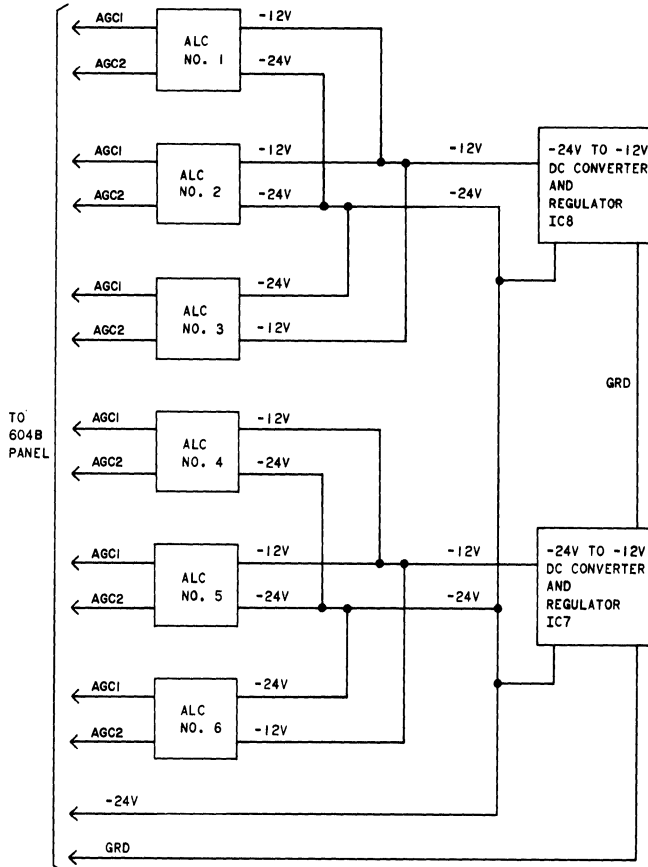 AGC1
AGC2
ALC
NO. 1
-12V
-24V
AGC1
AGC2
ALC
NO. 2
-12V
-24V
-12V
-24V
-24V TO -12V
DC CONVERTER
AND
REGULATOR
IC8
AGC1
AGC2
ALC
NO. 3
-24V
-12V
GRD
TO
604B
PANEL
AGC1
AGC2
ALC
NO. 4
-12V
-24V
AGC1
AGC2
ALC
NO. 5
-12V
-24V
-12V
-24V
-24V TO -12V
DC CONVERTER
AND
REGULATOR
IC7
AGC1
AGC2
ALC
NO. 6
-24V
-12V
-24V
GRD